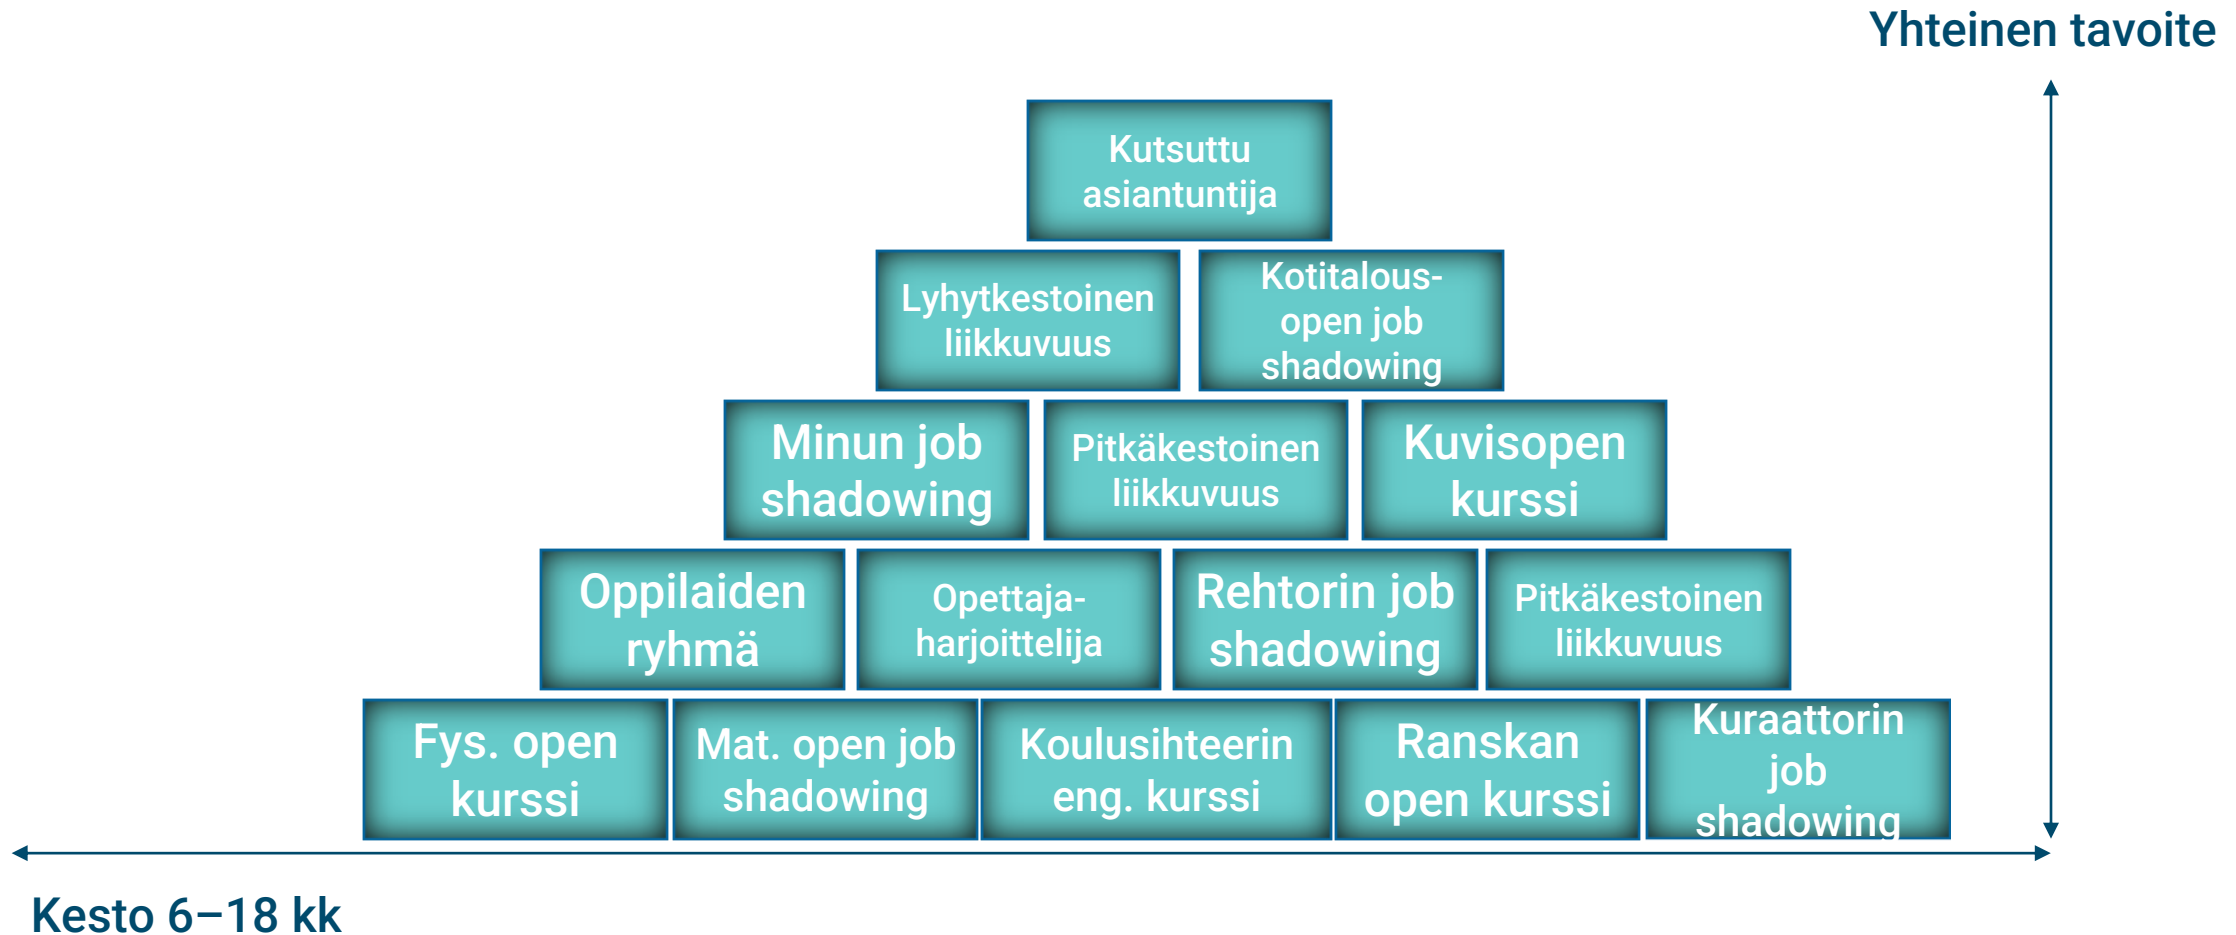 Yhteinen tavoite
Kutsuttu
asiantuntija
Lyhytkestoinen
liikkuvuus
Kotitalous-
open job
shadowing
Minun job
shadowing
Pitkäkestoinen
liikkuvuus
Kuvisopen
kurssi
Oppilaiden
ryhmä
Opettaja-
harjoittelija
Rehtorin job
shadowing
Pitkäkestoinen
liikkuvuus
Fys. open
kurssi
Mat. open job
shadowing
Koulusihteerin
eng. kurssi
Ranskan
open kurssi
Kuraattorin
job
shadowing
Kesto 6–18 kk